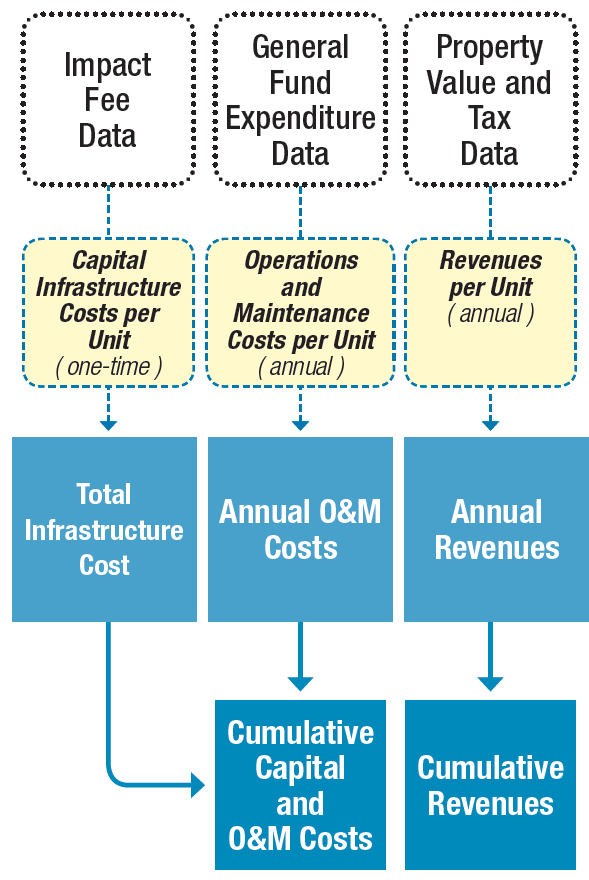 Impact
Fee
Data
General
Fund
Expenditure
Data
Property
Value and
Tax
Data
Capital
Infrastructure
Costs per
Unit
( one-time )
Operations
and
Maintenance
Costs per Unit
( annual )
Revenues
per Unit
( annual )
Total
Infrastructure
Cost
Annual O&M
Costs
Annual
Revenues
Cumulative
Capital
and
O&M Costs
Cumulative
Revenues